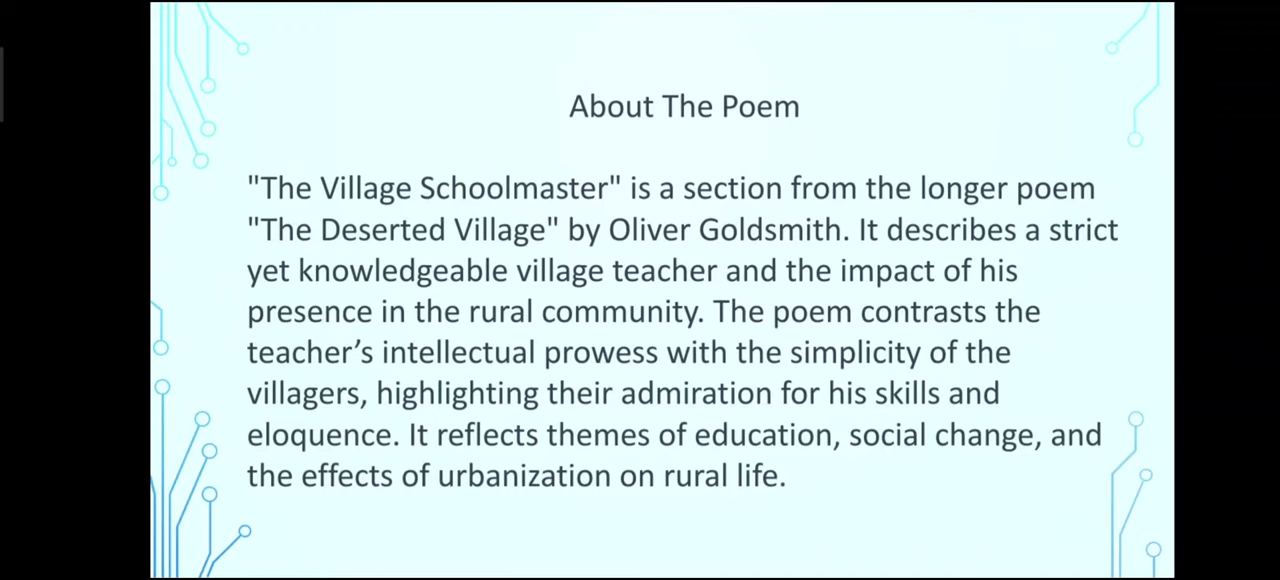 About The Poem
"The Village Schoolmaster" is a section from the longer poem
"The Deserted Village" by Oliver Goldsmith. It describes a strict
yet knowledgeable village teacher and the impact of his
presence in the rural community. The poem contrasts the
teacher’s intellectual prowess with the simplicity of the
villagers, highlighting their admiration for his skills and
eloquence. It reflects themes of education, social change, and
the effects of urbanization on rural life.